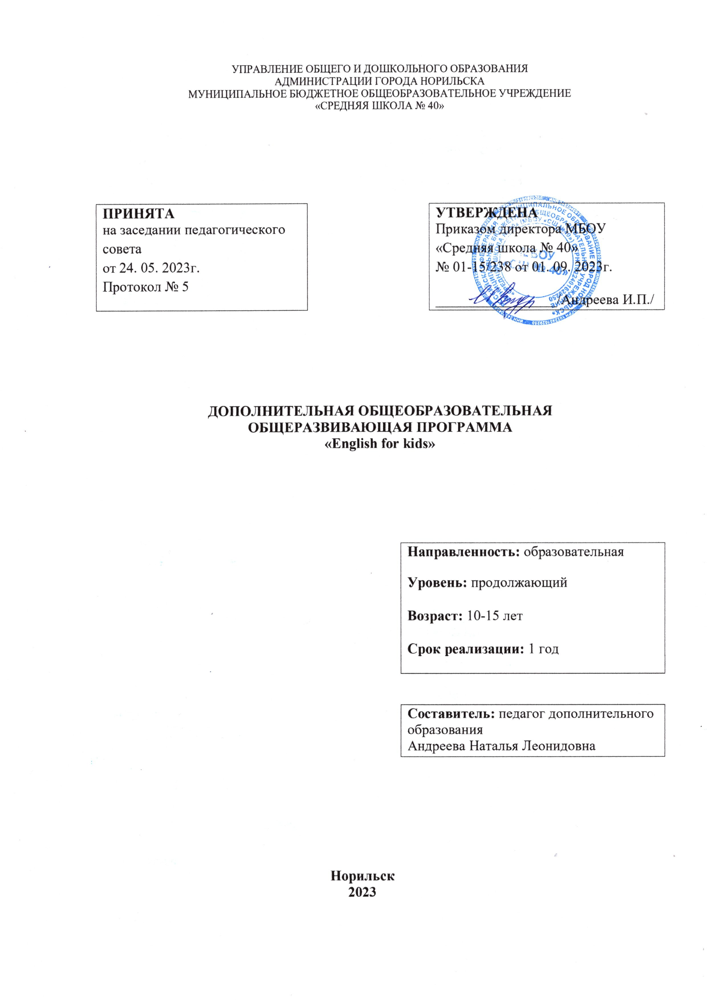 УПРАВЛЕНИЕ ОБЩЕГО И ДОШКОЛЬНОГО ОБРАЗОВАНИЯ
АДМИНИСТРАЦИИ ГОРОДА НОРИЛЬСКА
МУНИЦИПАЛЬНОЕ БЮДЖЕТНОЕ ОБЩЕОБРАЗОВАТЕЛЬНОЕ УЧРЕЖДЕНИЕ
«СРЕДНЯЯ ШКОЛА № 40»
ПРИНЯТА
на заседании педагогического
совета
от 24. 05. 2023г.
Протокол № 5
УТВЕРЖДЕНА
Приказом директора МБОУ
«Средняя школа № 40»
№ 01-15/238 от 01. 09. 2023г.
/Андреева И.П./
ДОПОЛНИТЕЛЬНАЯ ОБЩЕОБРАЗОВАТЕЛЬНАЯ
ОБЩЕРАЗВИВАЮЩАЯ ПРОГРАММА
«English for kids»
Направленность: образовательная
Уровень: продолжающий
Возраст: 10-15 лет
Срок реализации: 1 год
Составитель: педагог дополнительного
образования
Андреева Наталья Леонидовна
Норильск
2023